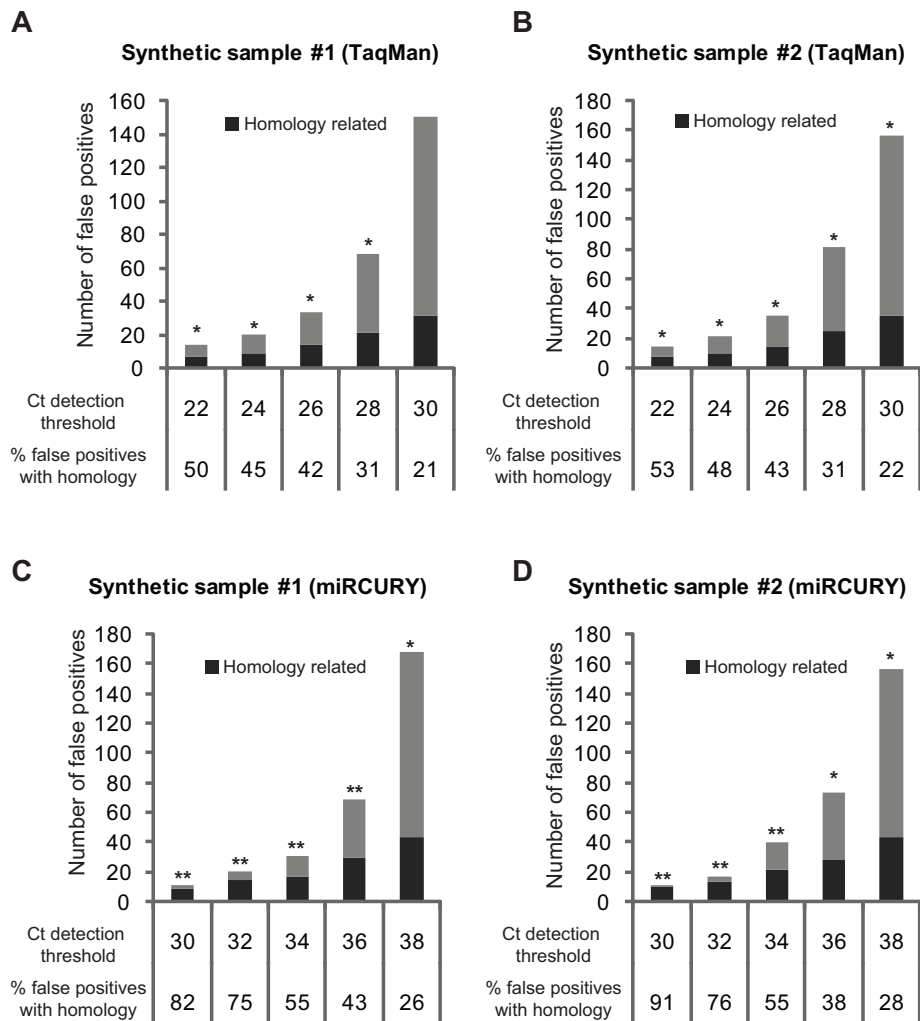 A
Synthetic sample #1 (TaqMan)
Number of false positives
160
140
120
100
80
60
40
20
0
Homology related
* * * *
Ct detection threshold
22 24 26 28 30
% false positives with homology
50 45 42 31 21
B
Synthetic sample #2 (TaqMan)
Number of false positives
180
160
140
120
100
80
60
40
20
0
Homology related
* * * * *
Ct detection threshold
22 24 26 28 30
% false positives with homology
53 48 43 31 22
C
Synthetic sample #1 (miRCURY)
Number of false positives
180
160
140
120
100
80
60
40
20
0
Homology related
** ** ** ** *
Ct detection threshold
30 32 34 36 38
% false positives with homology
82 75 55 43 26
D
Synthetic sample #2 (miRCURY)
Number of false positives
180
160
140
120
100
80
60
40
20
0
Homology related
** ** ** * *
Ct detection threshold
30 32 34 36 38
% false positives with homology
91 76 55 38 28